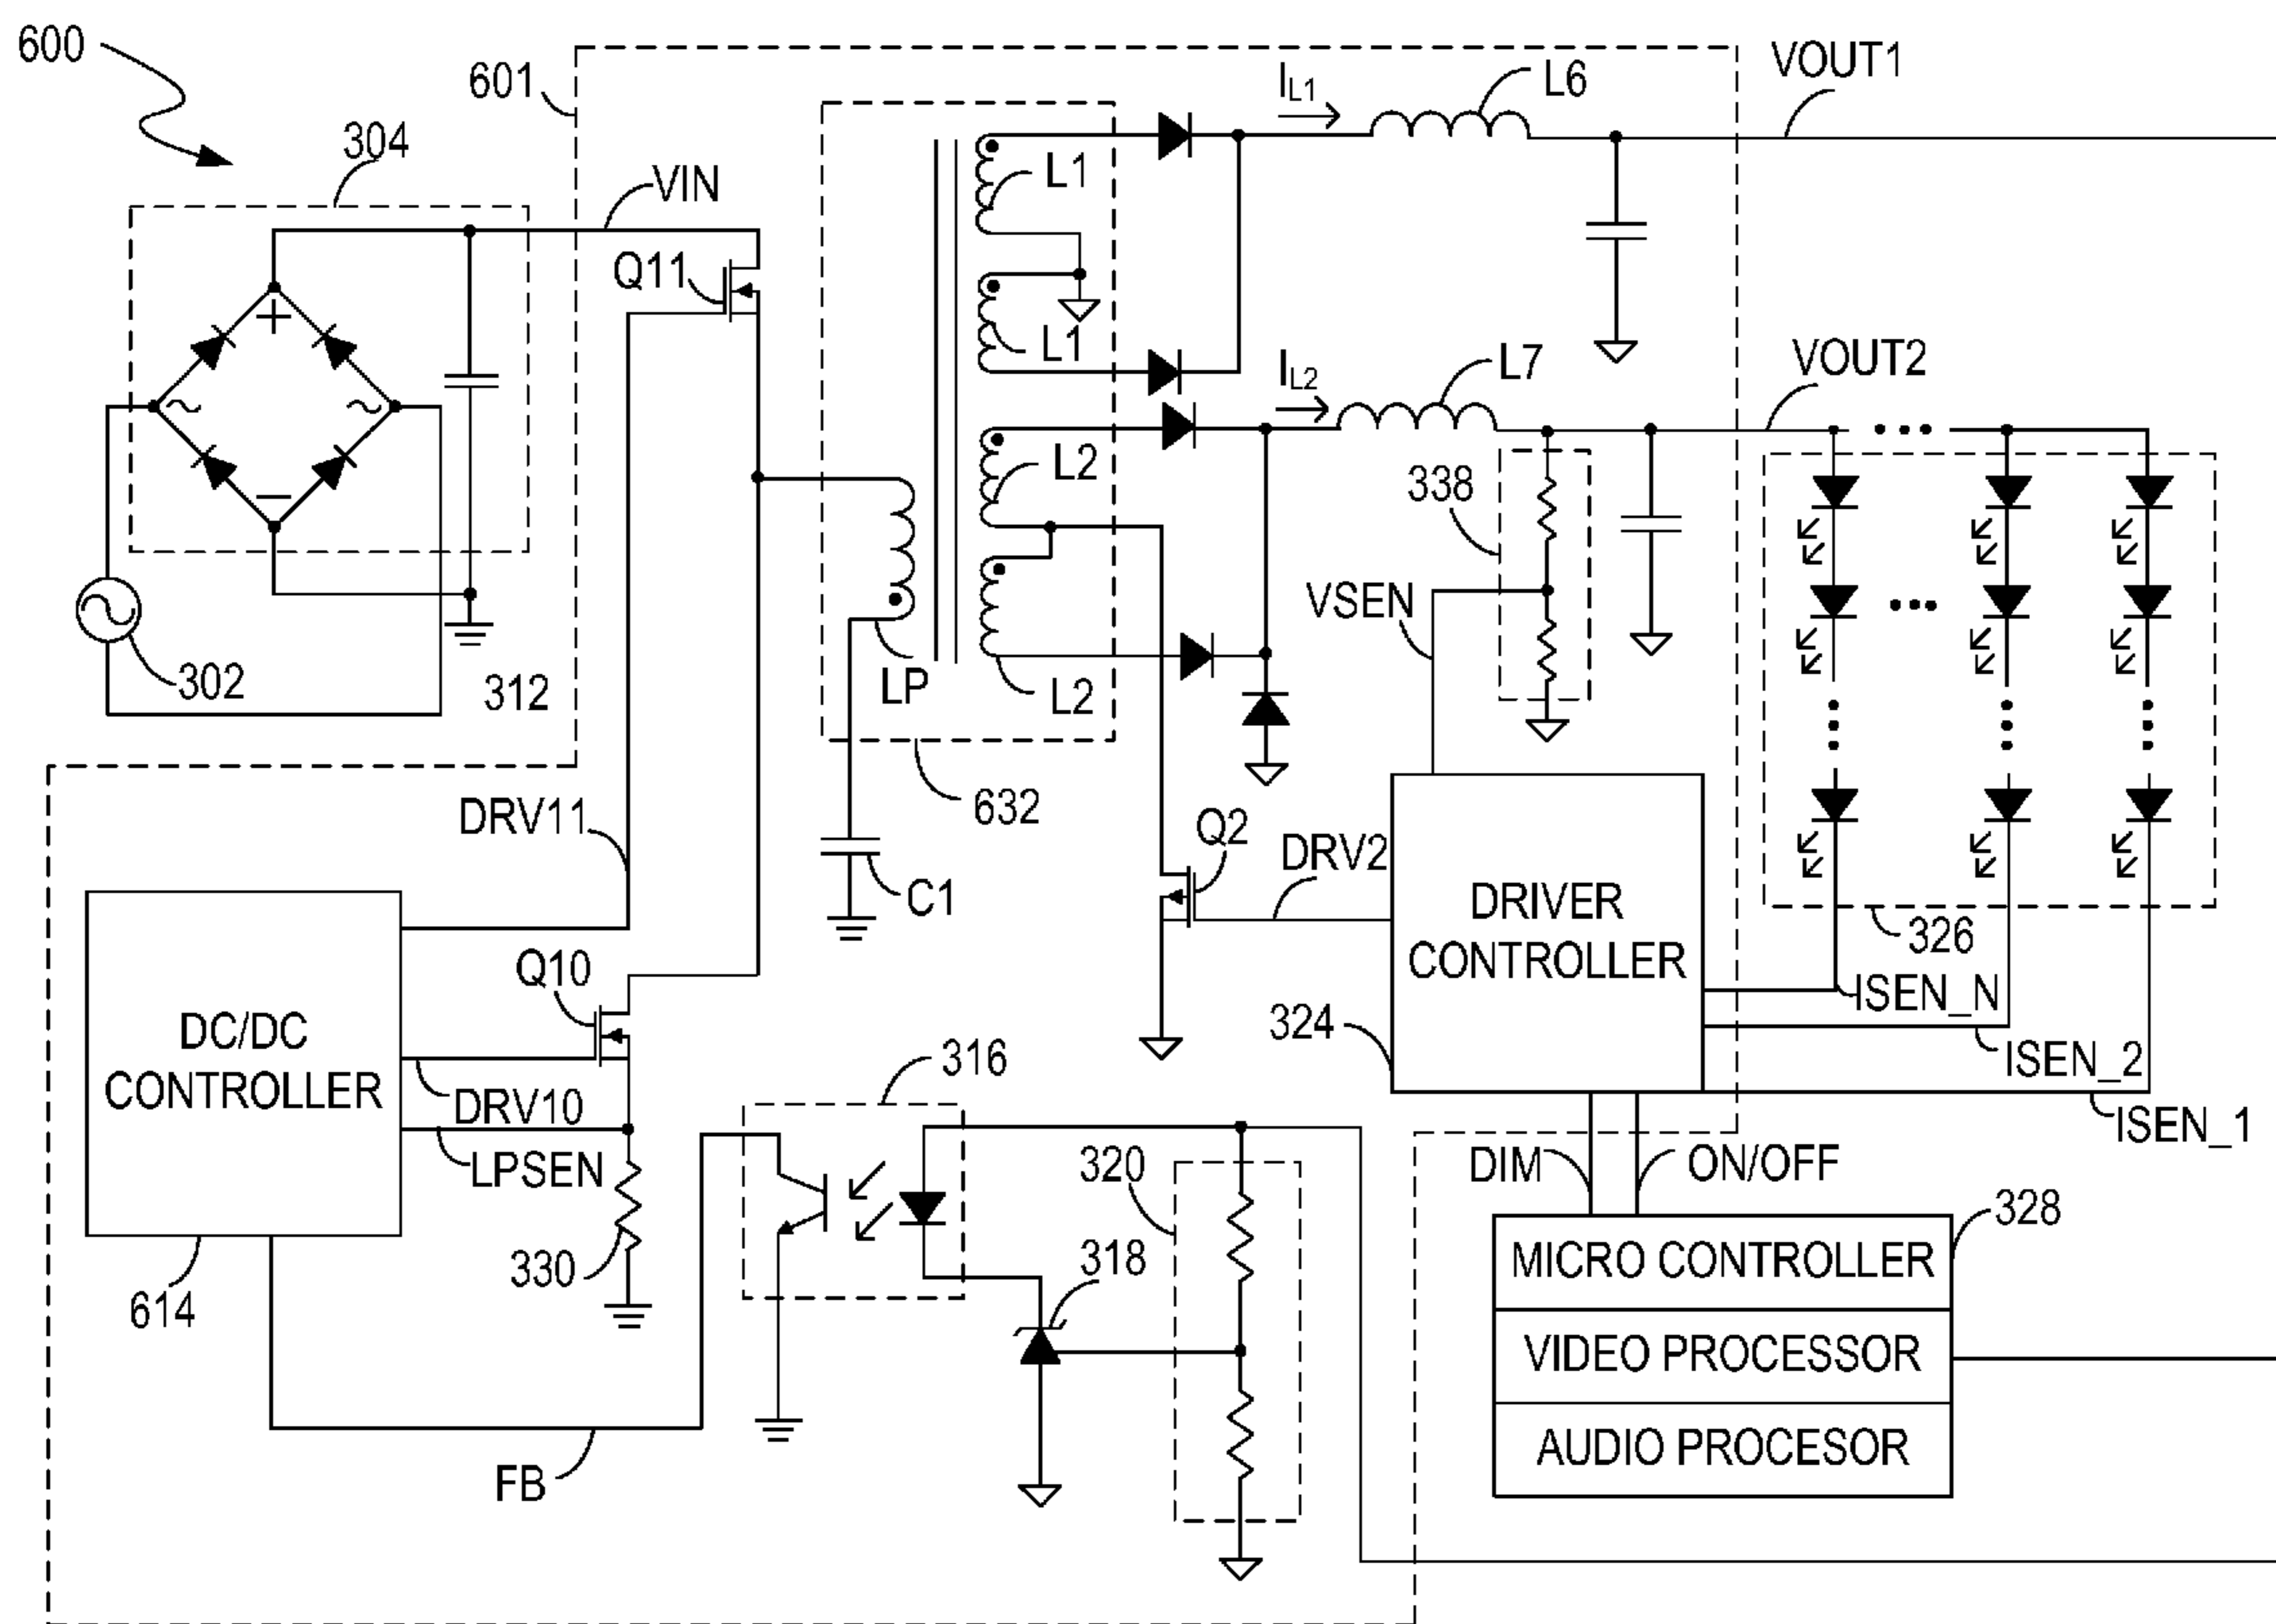 600
601
304
VIN
Q11
I_L1
L6
VOUT1
L1
L1
I_L2
L7
VOUT2
L2
338
VSEN
302
312
LP
L2
632
DRV11
C1
Q2
DRV2
DRIVER
CONTROLLER
326
ISEN_N
ISEN_2
ISEN_1
324
Q10
DC/DC
CONTROLLER
DRV10
LPSEN
330
614
316
320
318
FB
DIM
ON/OFF
328
MICRO CONTROLLER
VIDEO PROCESSOR
AUDIO PROCESOR